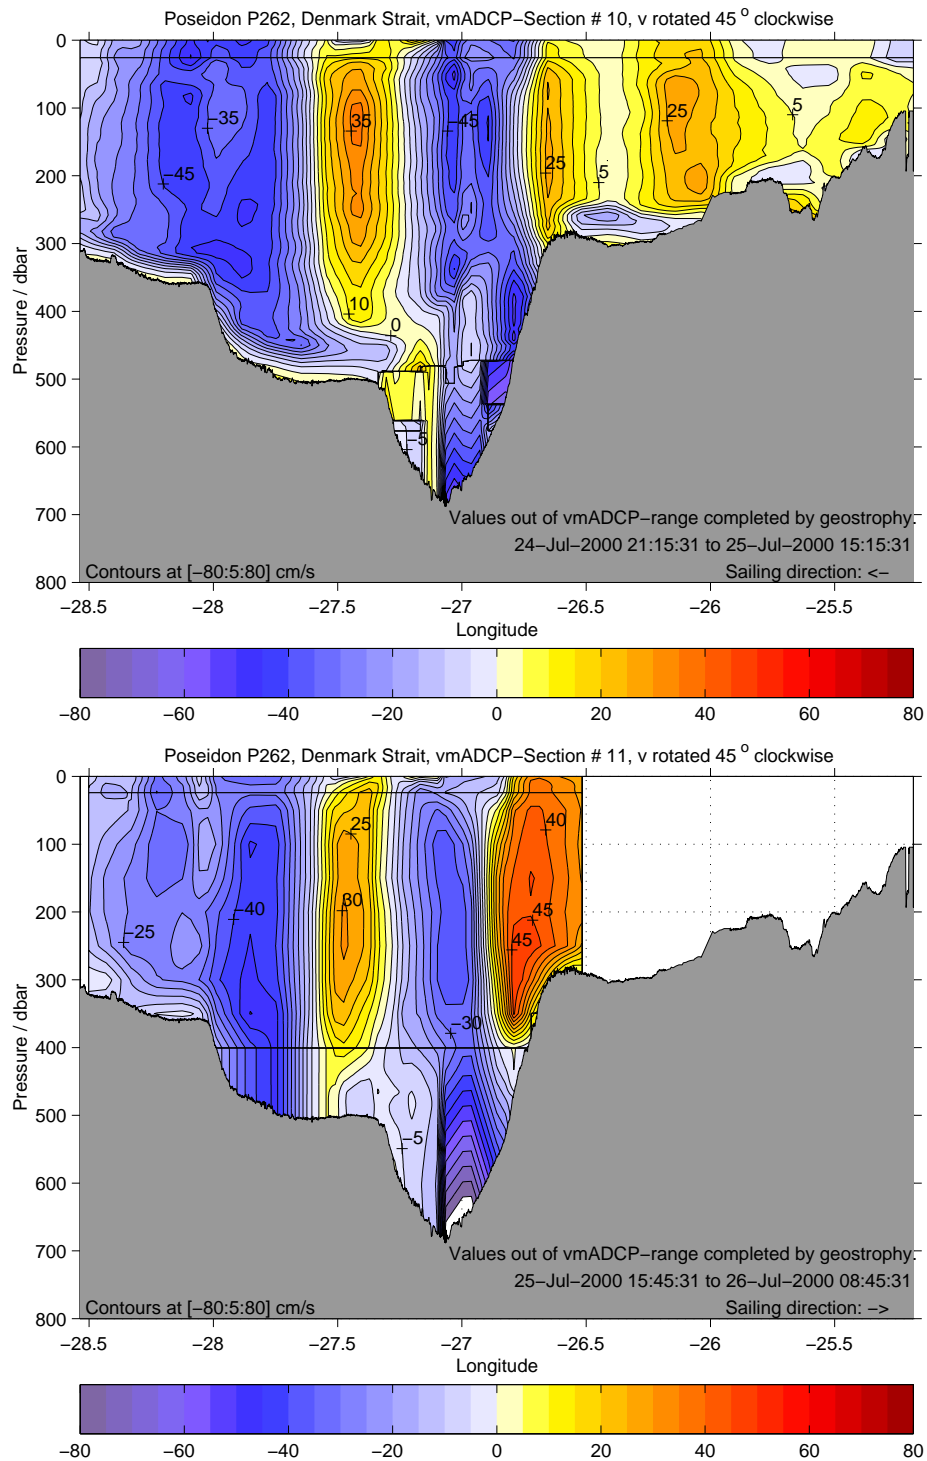 Poseidon P262, Denmark Strait, vmADCP−Section # 10, v rotated 45 o clockwise
0
100
200
300
400
500
600
700
800
Pressure / dbar
−35
−45
35
−45
25
25
5
5
10
0
−5
Values out of vmADCP−range completed by geostrophy.
24−Jul−2000 21:15:31 to 25−Jul−2000 15:15:31
Contours at [−80:5:80] cm/s
Sailing direction: <−
−28.5 −28 −27.5 −27 −26.5 −26 −25.5
Longitude
−80 −60 −40 −20 0 20 40 60 80
Poseidon P262, Denmark Strait, vmADCP−Section # 11, v rotated 45 o clockwise
0
100
200
300
400
500
600
700
800
Pressure / dbar
25
40
−40
30
45
−25
45
−30
−5
Values out of vmADCP−range completed by geostrophy.
25−Jul−2000 15:45:31 to 26−Jul−2000 08:45:31
Contours at [−80:5:80] cm/s
Sailing direction: −>
−28.5 −28 −27.5 −27 −26.5 −26 −25.5
Longitude
−80 −60 −40 −20 0 20 40 60 80